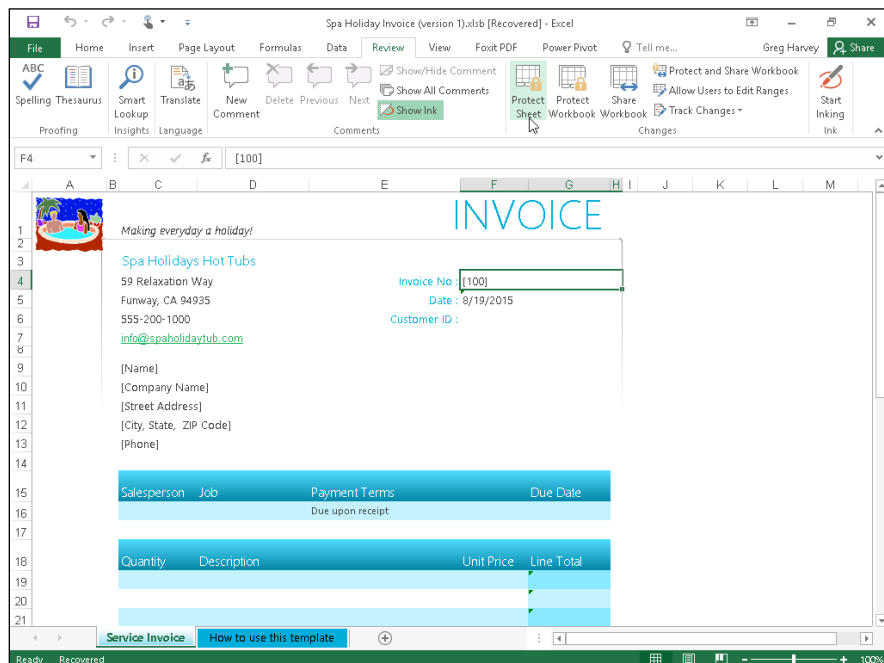 Spa Holiday Invoice (version 1).xlsb [Recovered] - Excel
File Home Insert Page Layout Formulas Data Review View Foxit PDF Power Pivot Tell me... Greg Harvey Share
ABC Show/Hide Comment Protect and Share Workbook
Spelling Thesaurus Smart Lookup Translate New Comment Delete Previous Next Show All Comments Protect Sheet Protect Workbook Share Workbook Allow Users to Edit Ranges Start Inking
Show Ink Track Changes
Proofing Insights Language Comments Changes Ink
F4 fx [100]
A B C D E F G H I J K L M
1 Making everyday a holiday! INVOICE
2
3 Spa Holidays Hot Tubs
4 59 Relaxation Way Invoice No : [100]
5 Funway, CA 94935 Date : 8/19/2015
6 555-200-1000 Customer ID :
7 info@spaholidaytub.com
8
9 [Name]
10 [Company Name]
11 [Street Address]
12 [City, State, ZIP Code]
13 [Phone]
14
15 Salesperson Job Payment Terms Due Date
16 Due upon receipt
17
18 Quantity Description Unit Price Line Total
19
20
21
Service Invoice How to use this template
Ready Recovered 100%